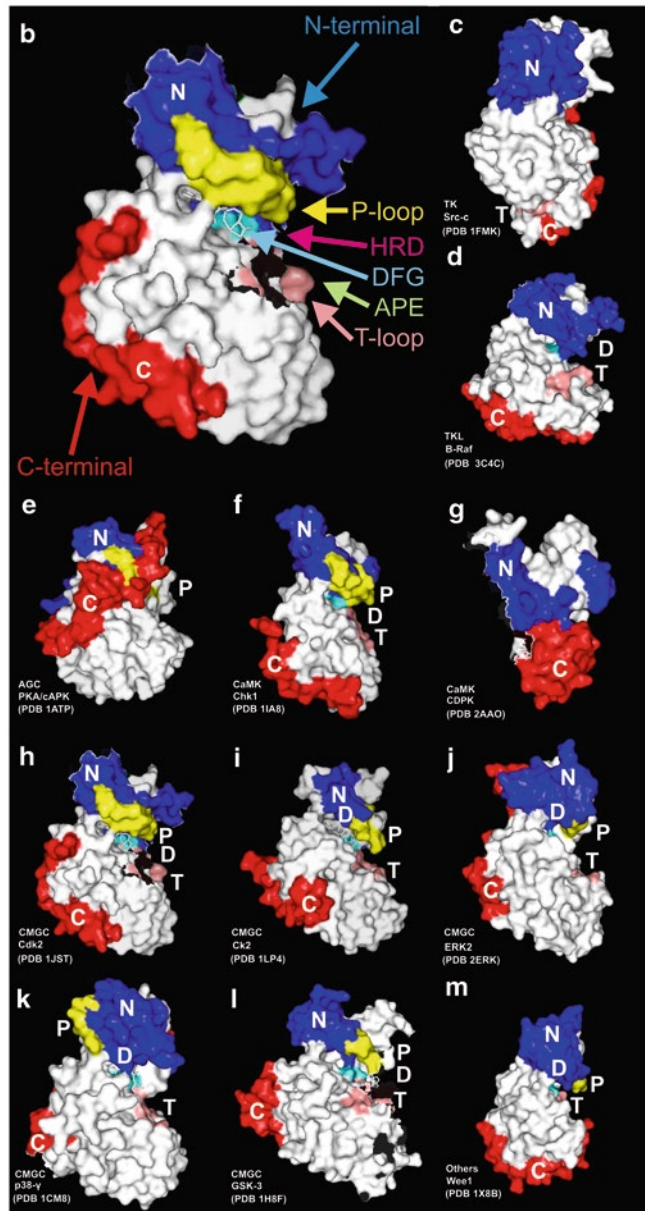 b
N-terminal
N
P-loop
HRD
DFG
APE
T-loop
C
C-terminal
c
N
T
C
TK
Src-c
(PDB 1FMK)
d
N
D
T
C
TKL
B-Raf
(PDB 3C4C)
e
N
C
P
AGC
PKA/cAPK
(PDB 1ATP)
f
N
P
D
T
C
CaMK
Chk1
(PDB 1IA8)
g
N
C
CaMK
CDPK
(PDB 2AAO)
h
N
P
D
T
C
CMGC
Cdk2
(PDB 1JST)
i
N
D
P
T
C
CMGC
Ck2
(PDB 1LP4)
j
N
D
P
T
C
CMGC
ERK2
(PDB 2ERK)
k
N
P
D
T
C
CMGC
p38-γ
(PDB 1CM8)
l
N
P
D
T
C
CMGC
GSK-3
(PDB 1H8F)
m
N
D
P
T
C
Others
Wee1
(PDB 1X8B)